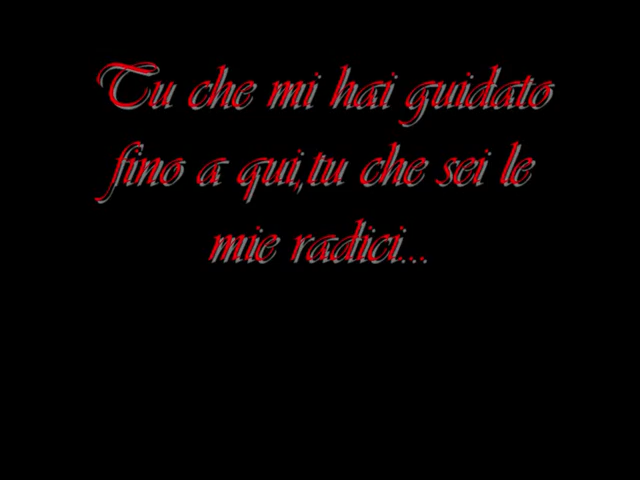 Tu che mi hai guidato
fino a qui,tu che sei le
mie radici...